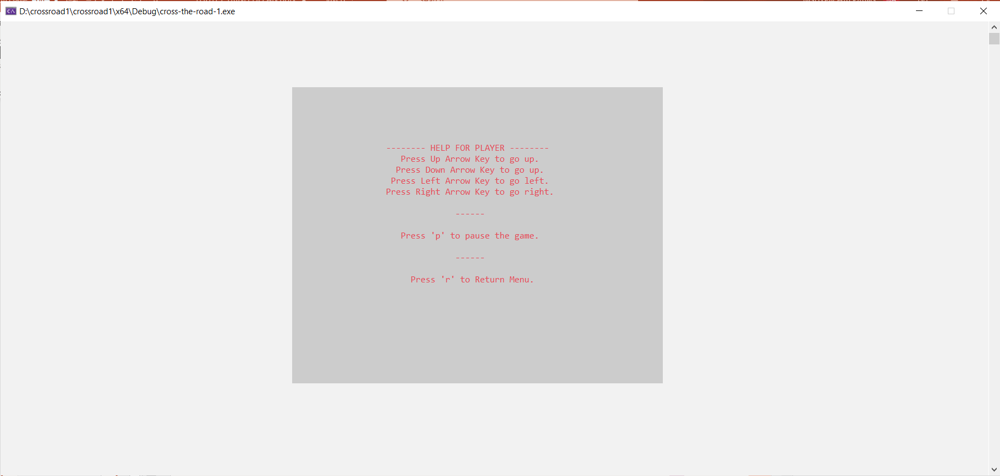 D:\crossroad1\crossroad1\x64\Debug\cross-the-road-1.exe
-------- HELP FOR PLAYER --------
Press Up Arrow Key to go up.
Press Down Arrow Key to go up.
Press Left Arrow Key to go left.
Press Right Arrow Key to go right.
------
Press 'p' to pause the game.
------
Press 'r' to Return Menu.